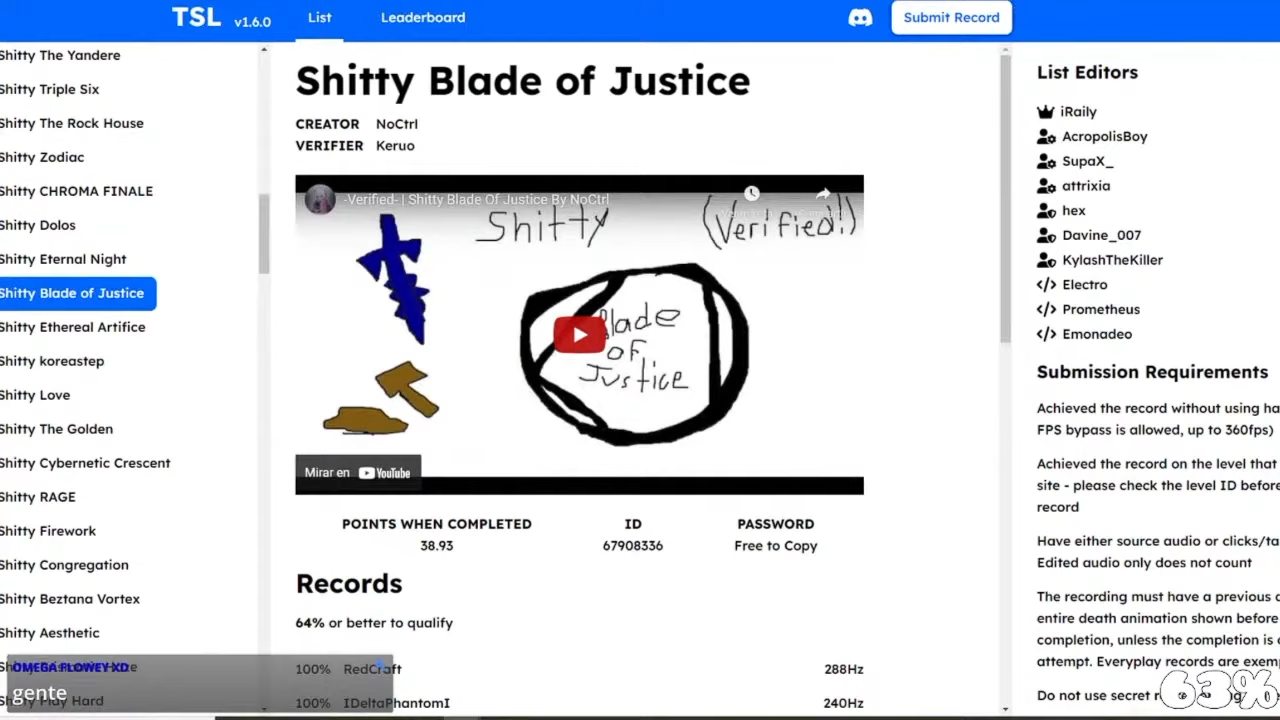 TSL v1.6.0
List
Leaderboard
Submit Record
Shitty The Yandere
Shitty Triple Six
Shitty The Rock House
Shitty Zodiac
Shitty CHROMA FINALE
Shitty Dolos
Shitty Eternal Night
Shitty Blade of Justice
Shitty Ethereal Artifice
Shitty koreastep
Shitty Love
Shitty The Golden
Shitty Cybernetic Crescent
Shitty RAGE
Shitty Firework
Shitty Congregation
Shitty Beztana Vortex
Shitty Aesthetic
OMEGA FLOWEY XD
gente
Shitty Play Hard
Shitty Blade of Justice
CREATOR NoCtrl
VERIFIER Keruo
-Verified- | Shitty Blade Of Justice By NoCtrl
Shitty (Verified!)
Blade
of
Justice
Mirar en YouTube
POINTS WHEN COMPLETED ID PASSWORD
38.93 67908336 Free to Copy
Records
64% or better to qualify
100% RedCraft 288Hz
100% IDeltaPhantomI 240Hz
List Editors
iRaily
AcropolisBoy
SupaX_
attrixia
hex
Davine_007
KylashTheKiller
Electro
Prometheus
Emonadeo
Submission Requirements
Achieved the record without using ha
FPS bypass is allowed, up to 360fps)
Achieved the record on the level that
site - please check the level ID before
record
Have either source audio or clicks/ta
Edited audio only does not count
The recording must have a previous a
entire death animation shown before
completion, unless the completion is o
attempt. Everyplay records are exemp
Do not use secret
63%